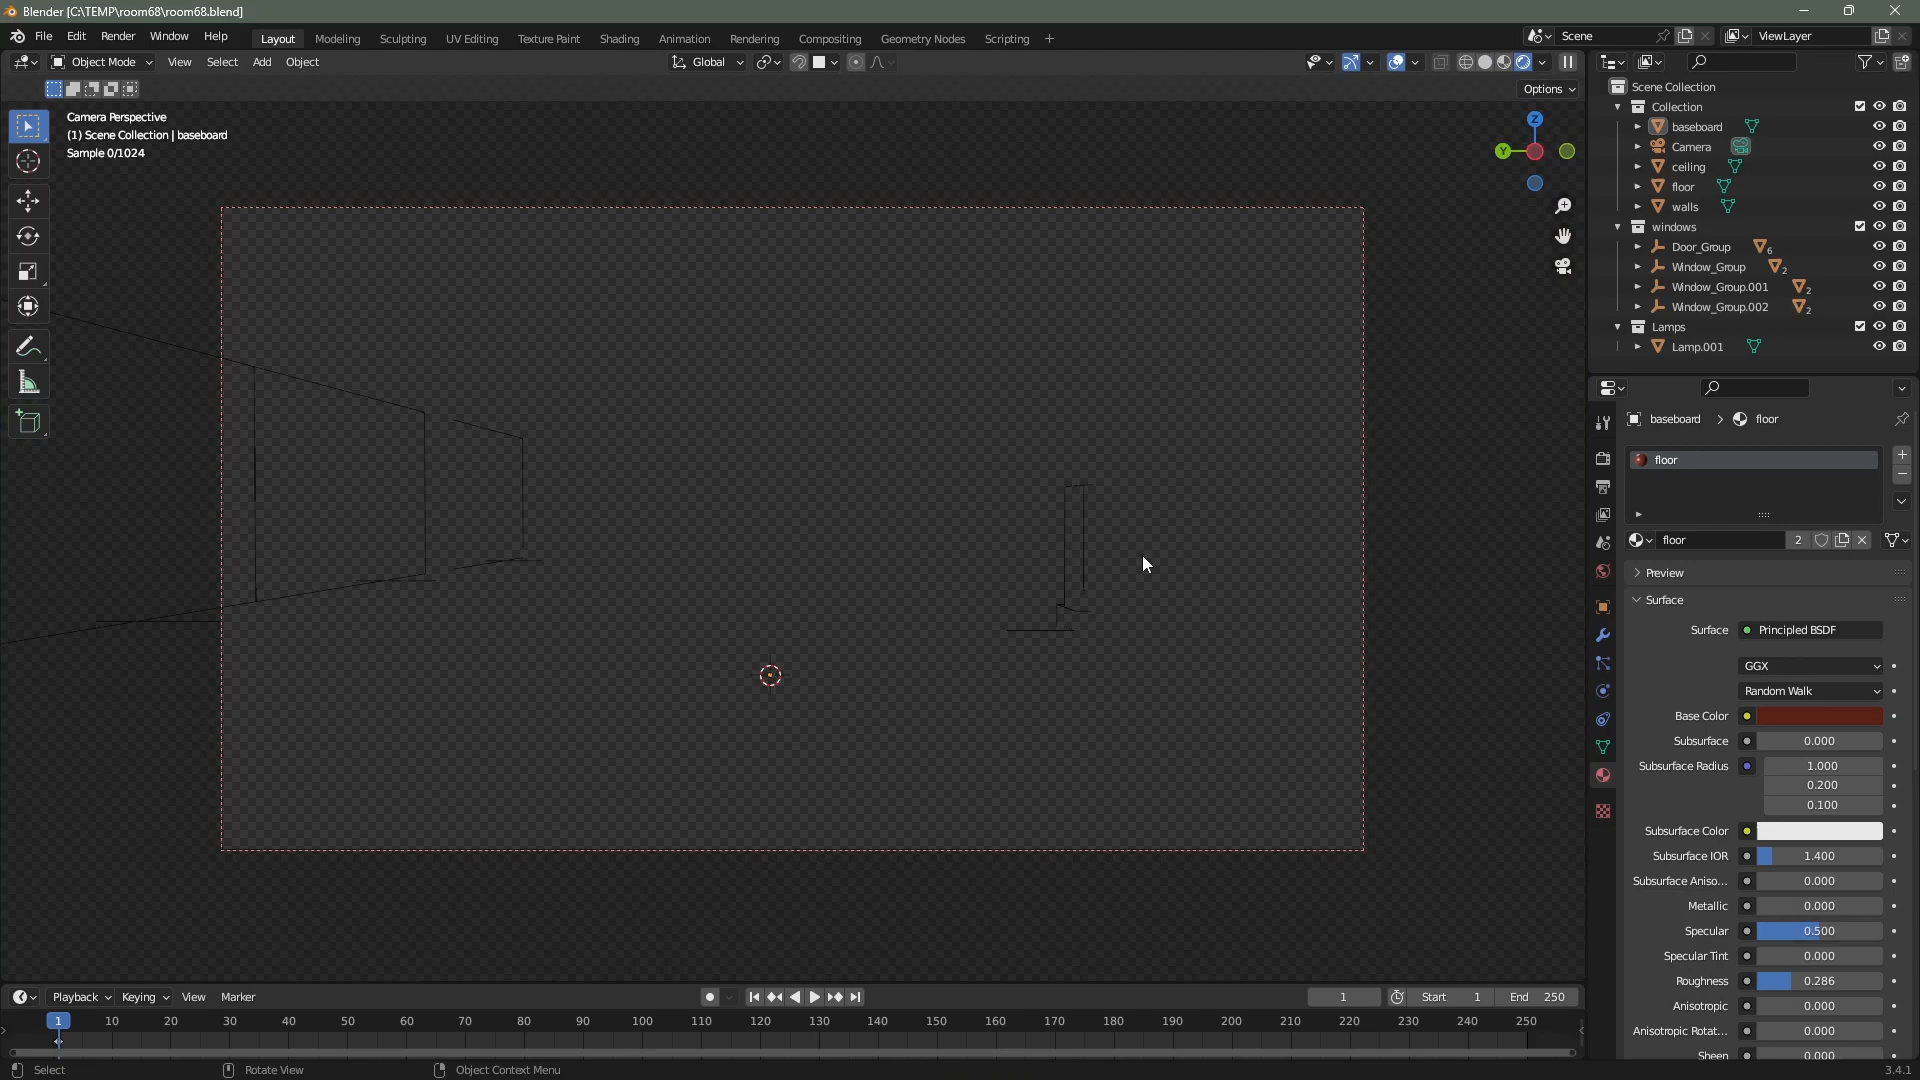 Blender [C:\TEMP\room68\room68.blend]
File Edit Render Window Help Layout Modeling Sculpting UV Editing Texture Paint Shading Animation Rendering Compositing Geometry Nodes Scripting + Scene ViewLayer
Object Mode View Select Add Object Global
Options
Camera Perspective
(1) Scene Collection | baseboard
Sample 0/1024
Z
Y
Scene Collection
Collection
baseboard
Camera
ceiling
floor
walls
windows
Door_Group 6
Window_Group 2
Window_Group.001 2
Window_Group.002 2
Lamps
Lamp.001
baseboard > floor
floor
floor 2
Preview
Surface
Surface Principled BSDF
GGX
Random Walk
Base Color
Subsurface 0.000
Subsurface Radius 1.000
0.200
0.100
Subsurface Color
Subsurface IOR 1.400
Subsurface Aniso... 0.000
Metallic 0.000
Specular 0.500
Specular Tint 0.000
Roughness 0.286
Anisotropic 0.000
Anisotropic Rotat... 0.000
Sheen 0.000
Playback Keying View Marker 1 Start 1 End 250
1 10 20 30 40 50 60 70 80 90 100 110 120 130 140 150 160 170 180 190 200 210 220 230 240 250
Select Rotate View Object Context Menu 3.4.1